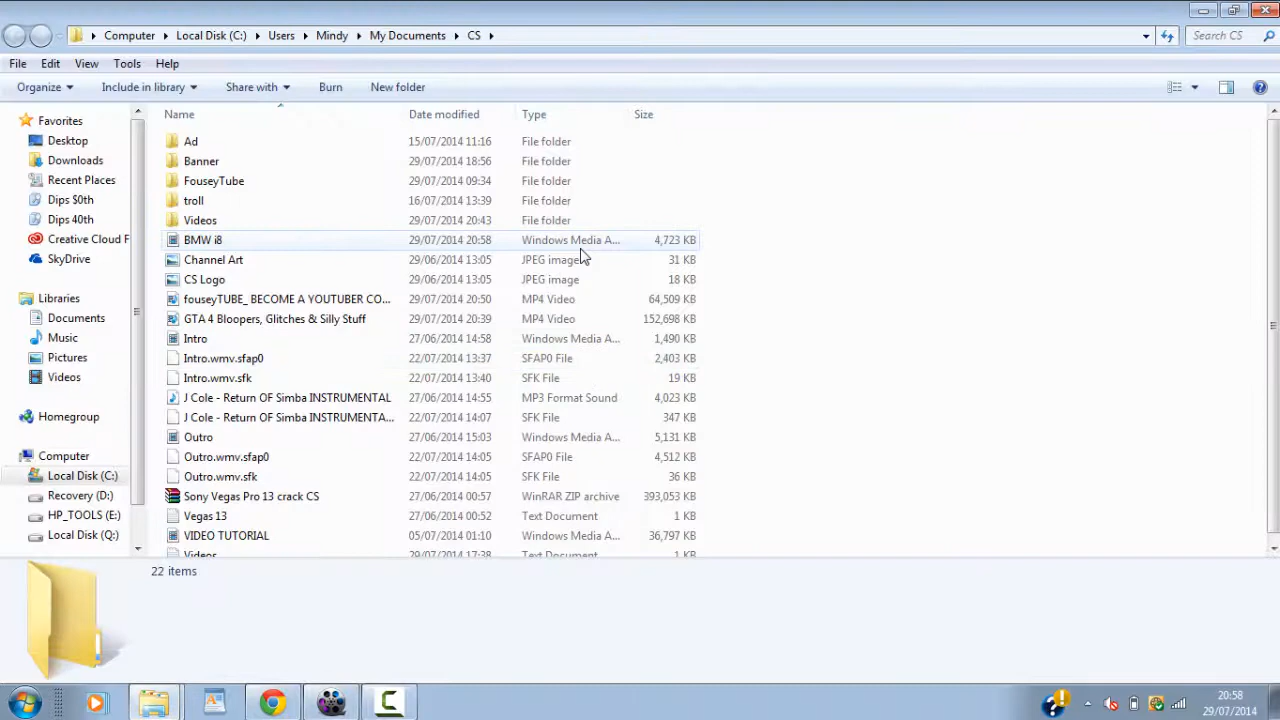 Computer Local Disk (C:) Users Mindy My Documents CS Search CS
File Edit View Tools Help
Organize Include in library Share with Burn New folder
Favorites
Desktop
Downloads
Recent Places
Dips $0th
Dips 40th
Creative Cloud F
SkyDrive
Libraries
Documents
Music
Pictures
Videos
Homegroup
Computer
Local Disk (C:)
Recovery (D:)
HP_TOOLS (E:)
Local Disk (Q:)
Name Date modified Type Size
Ad 15/07/2014 11:16 File folder
Banner 29/07/2014 18:56 File folder
FouseyTube 29/07/2014 09:34 File folder
troll 16/07/2014 13:39 File folder
Videos 29/07/2014 20:43 File folder
BMW i8 29/07/2014 20:58 Windows Media A... 4,723 KB
Channel Art 29/06/2014 13:05 JPEG image 31 KB
CS Logo 29/06/2014 13:05 JPEG image 18 KB
fouseyTUBE_ BECOME A YOUTUBER CO... 29/07/2014 20:50 MP4 Video 64,509 KB
GTA 4 Bloopers, Glitches & Silly Stuff 29/07/2014 20:39 MP4 Video 152,698 KB
Intro 27/06/2014 14:58 Windows Media A... 1,490 KB
Intro.wmv.sfap0 22/07/2014 13:37 SFAP0 File 2,403 KB
Intro.wmv.sfk 22/07/2014 13:40 SFK File 19 KB
J Cole - Return OF Simba INSTRUMENTAL 27/06/2014 14:55 MP3 Format Sound 4,023 KB
J Cole - Return OF Simba INSTRUMENTA... 22/07/2014 14:07 SFK File 347 KB
Outro 27/06/2014 15:03 Windows Media A... 5,131 KB
Outro.wmv.sfap0 22/07/2014 14:05 SFAP0 File 4,512 KB
Outro.wmv.sfk 22/07/2014 14:05 SFK File 36 KB
Sony Vegas Pro 13 crack CS 27/06/2014 00:57 WinRAR ZIP archive 393,053 KB
Vegas 13 27/06/2014 00:52 Text Document 1 KB
VIDEO TUTORIAL 05/07/2014 01:10 Windows Media A... 36,797 KB
Videos 29/07/2014 17:38 Text Document 1 KB
22 items
20:58
29/07/2014